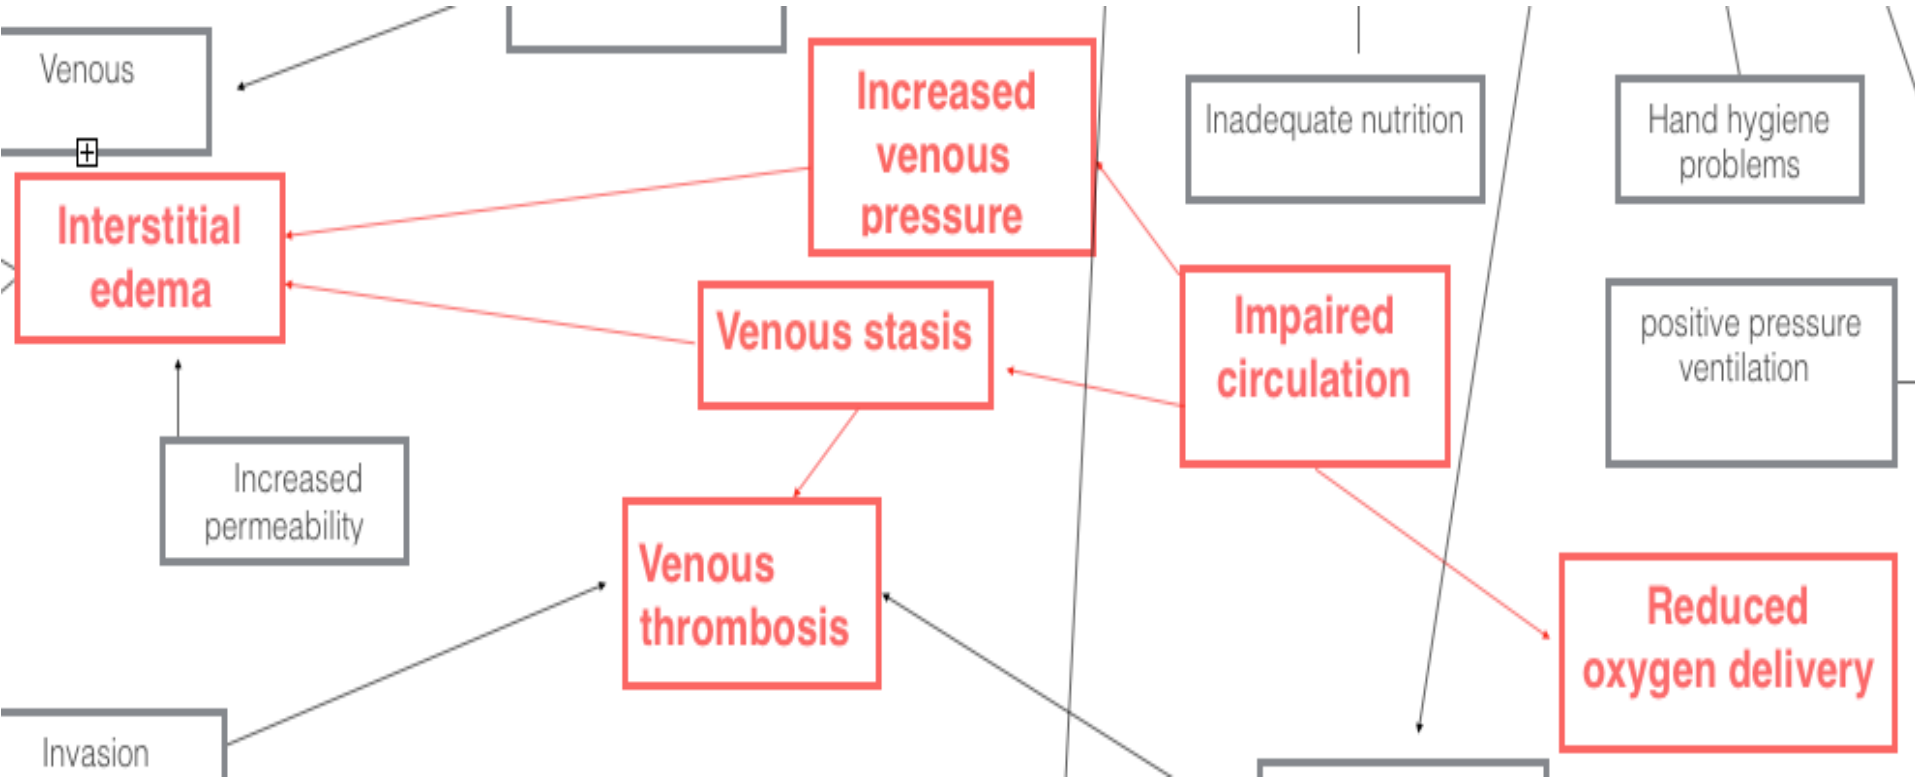 Venous
Increased
venous
pressure
Inadequate nutrition
Hand hygiene
problems
Interstitial
edema
Venous stasis
Impaired
circulation
positive pressure
ventilation
Increased
permeability
Venous
thrombosis
Reduced
oxygen delivery
Invasion